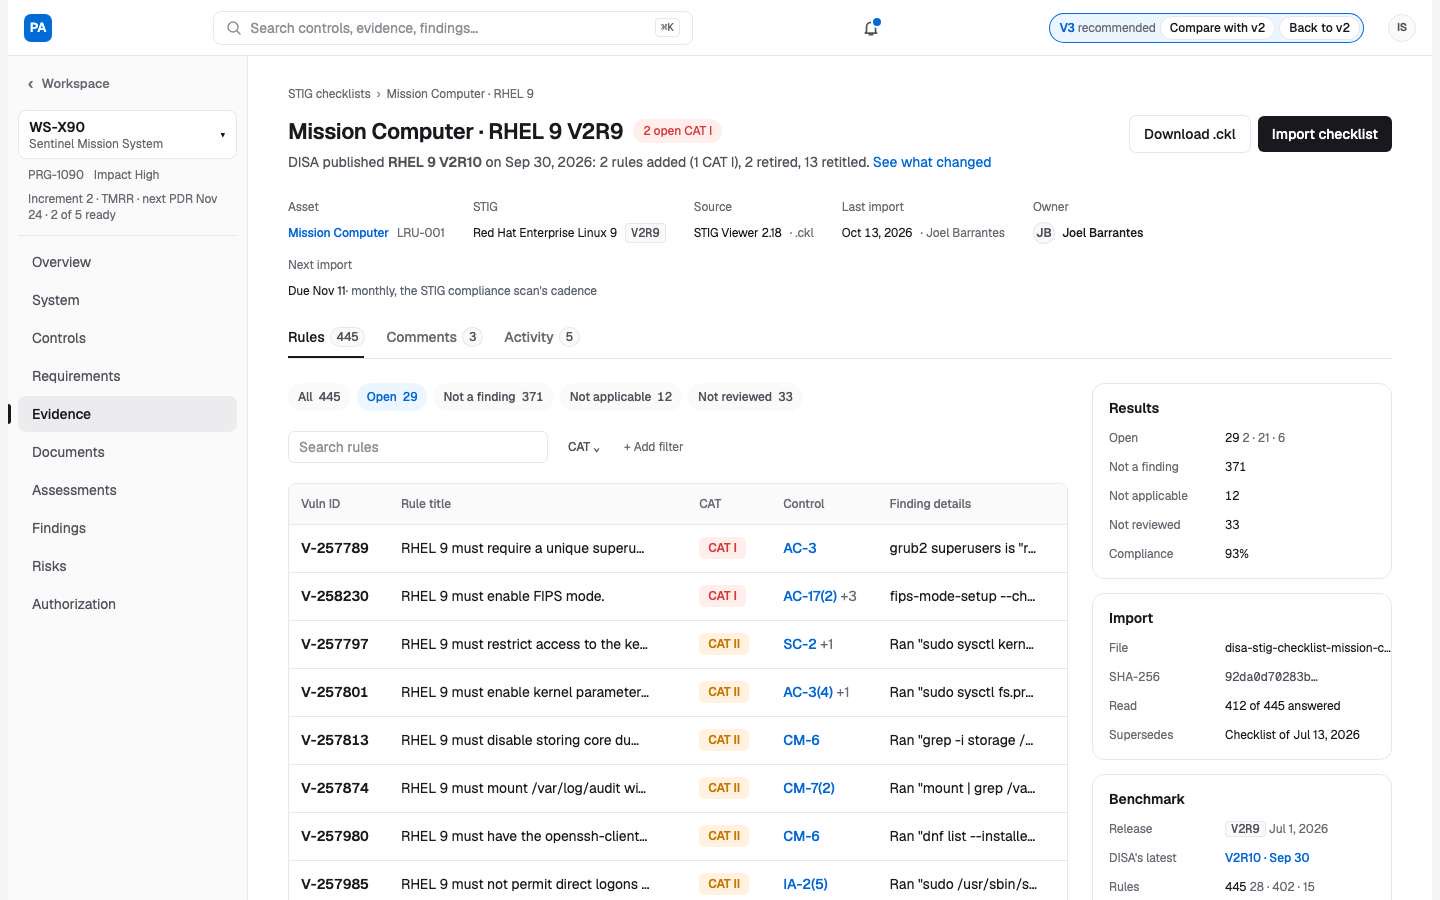 PA
Search controls, evidence, findings...
⌘K
V3 recommended Compare with v2 Back to v2
IS
‹ Workspace
WS-X90
Sentinel Mission System
PRG-1090 Impact High
Increment 2 · TMRR · next PDR Nov
24 · 2 of 5 ready
Overview
System
Controls
Requirements
Evidence
Documents
Assessments
Findings
Risks
Authorization
STIG checklists › Mission Computer · RHEL 9
Mission Computer · RHEL 9 V2R9 2 open CAT I
Download .ckl Import checklist
DISA published RHEL 9 V2R10 on Sep 30, 2026: 2 rules added (1 CAT I), 2 retired, 13 retitled. See what changed
Asset STIG Source Last import Owner
Mission Computer LRU-001 Red Hat Enterprise Linux 9 V2R9 STIG Viewer 2.18 · .ckl Oct 13, 2026 · Joel Barrantes JB Joel Barrantes
Next import
Due Nov 11 · monthly, the STIG compliance scan's cadence
Rules 445 Comments 3 Activity 5
All 445 Open 29 Not a finding 371 Not applicable 12 Not reviewed 33
Search rules CAT + Add filter
Vuln ID Rule title CAT Control Finding details
V-257789 RHEL 9 must require a unique superu... CAT I AC-3 grub2 superusers is "r...
V-258230 RHEL 9 must enable FIPS mode. CAT I AC-17(2) +3 fips-mode-setup --ch...
V-257797 RHEL 9 must restrict access to the ke... CAT II SC-2 +1 Ran "sudo sysctl kern...
V-257801 RHEL 9 must enable kernel parameter... CAT II AC-3(4) +1 Ran "sudo sysctl fs.pr...
V-257813 RHEL 9 must disable storing core du... CAT II CM-6 Ran "grep -i storage /...
V-257874 RHEL 9 must mount /var/log/audit wi... CAT II CM-7(2) Ran "mount | grep /va...
V-257980 RHEL 9 must have the openssh-client... CAT II CM-6 Ran "dnf list --installe...
V-257985 RHEL 9 must not permit direct logons ... CAT II IA-2(5) Ran "sudo /usr/sbin/s...
Results
Open 29 2 · 21 · 6
Not a finding 371
Not applicable 12
Not reviewed 33
Compliance 93%
Import
File disa-stig-checklist-mission-c...
SHA-256 92da0d70283b...
Read 412 of 445 answered
Supersedes Checklist of Jul 13, 2026
Benchmark
Release V2R9 Jul 1, 2026
DISA's latest V2R10 · Sep 30
Rules 445 28 · 402 · 15